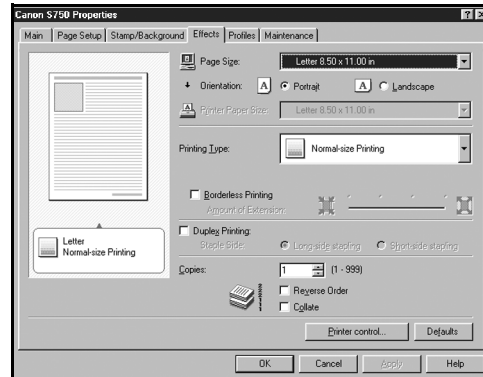 Canon S750 Properties
Main Page Setup Stamp/Background Effects Profiles Maintenance
Page Size: Letter 8.50 x 11.00 in
Orientation: A Portrait A Landscape
Printer Paper Size: Letter 8.50 x 11.00 in
Printing Type: Normal-size Printing
Borderless Printing
Amount of Extension:
Letter
Normal-size Printing
Duplex Printing:
Staple Side: Long-side stapling Short-side stapling
Copies: 1 (1 - 999)
Reverse Order
Collate
Printer control... Defaults
OK Cancel Apply Help